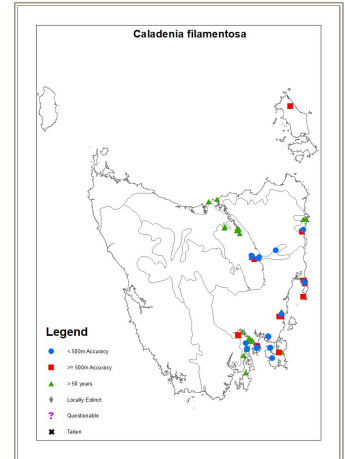 Caladenia filamentosa
Legend
< 500m Accuracy
>= 500m Accuracy
> 50 years
Locally Extinct
Questionable
Taken